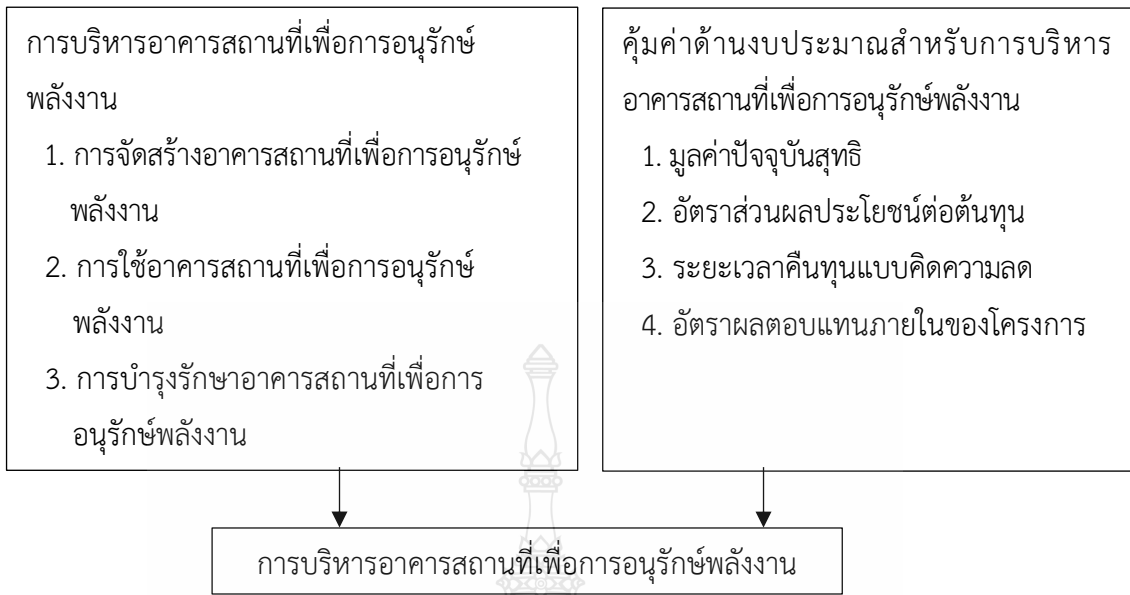 การบริหารอาคารสถานที่เพื่อการอนุรักษ์
พลังงาน
1. การจัดสร้างอาคารสถานที่เพื่อการอนุรักษ์
พลังงาน
2. การใช้อาคารสถานที่เพื่อการอนุรักษ์
พลังงาน
3. การบำรุงรักษาอาคารสถานที่เพื่อการ
อนุรักษ์พลังงาน
คุ้มค่าด้านงบประมาณสำหรับการบริหาร
อาคารสถานที่เพื่อการอนุรักษ์พลังงาน
1. มูลค่าปัจจุบันสุทธิ
2. อัตราส่วนผลประโยชน์ต่อต้นทุน
3. ระยะเวลาคืนทุนแบบคิดความลด
4. อัตราผลตอบแทนภายในของโครงการ
การบริหารอาคารสถานที่เพื่อการอนุรักษ์พลังงาน